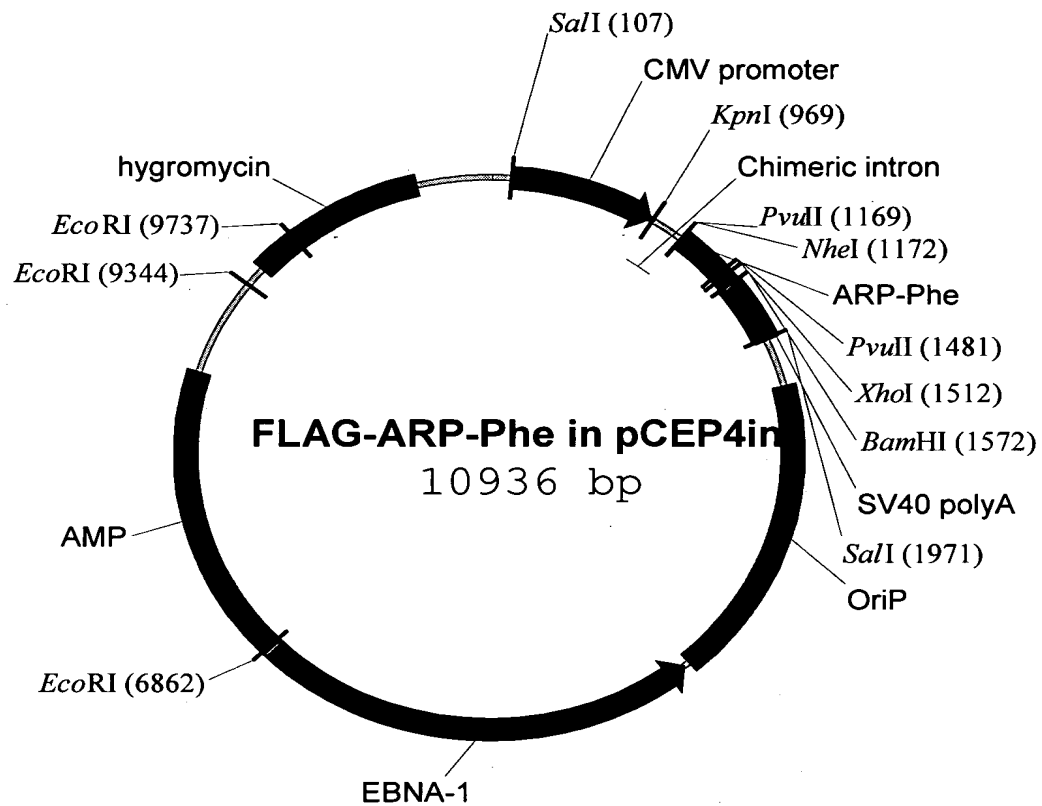 SalI (107)
CMV promoter
KpnI (969)
Chimeric intron
hygromycin
PvuII (1169)
EcoRI (9737)
NheI (1172)
EcoRI (9344)
ARP-Phe
PvuII (1481)
XhoI (1512)
FLAG-ARP-Phe in pCEP4in
BamHI (1572)
10936 bp
SV40 polyA
AMP
SalI (1971)
OriP
EcoRI (6862)
EBNA-1